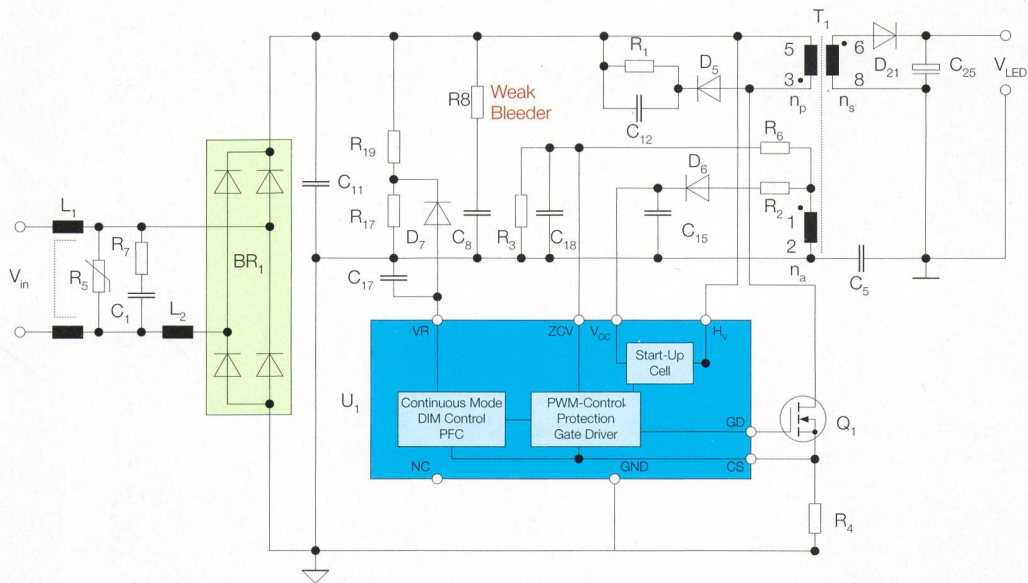 T1
R1
D5
5
3
6
8
D21
C25
VLED
R8
Weak
Bleeder
C12
np
ns
R6
R19
D6
R2
C11
R17
D7
C8
R3
C18
C15
1
2
na
C5
L1
R7
BR1
Vin
R5
C1
L2
C17
VR
ZCV
VCC
HV
Start-Up
Cell
U1
Continuous Mode
DIM Control
PFC
PWM-Control-
Protection
Gate Driver
GD
Q1
NC
GND
CS
R4